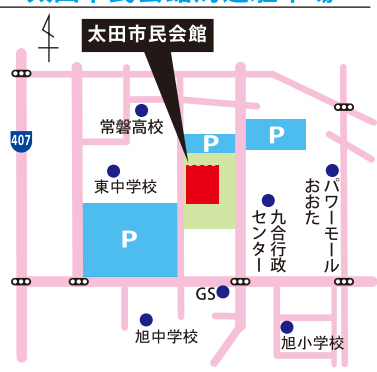 太田市民会館
常磐高校
P
P
407
東中学校
パワーモール
おおた
九合行政
センター
P
GS
旭中学校
旭小学校